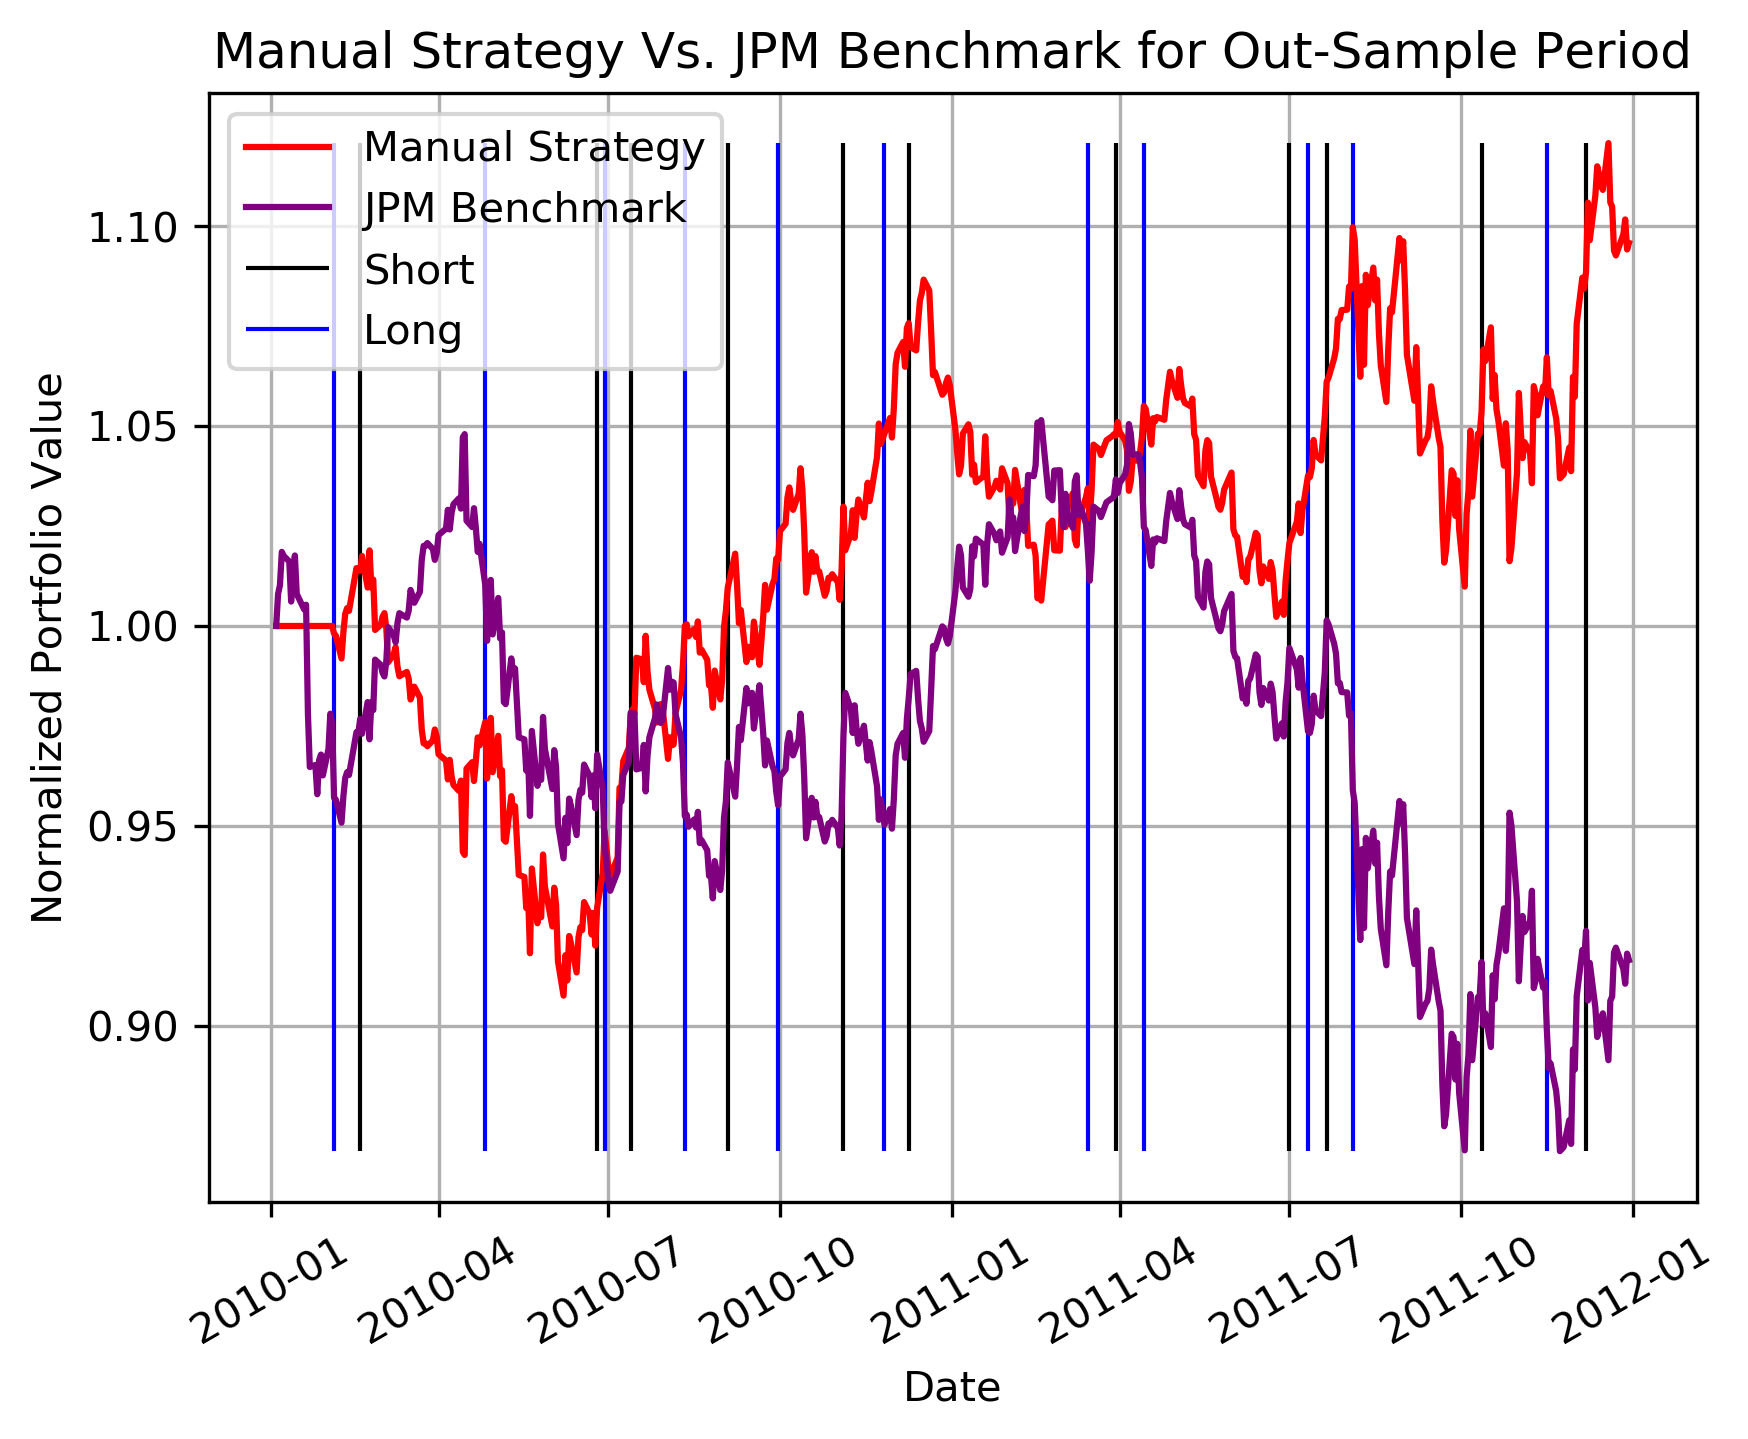 Manual Strategy Vs. JPM Benchmark for Out-Sample Period
Manual Strategy
JPM Benchmark
Short
Long
Normalized Portfolio Value
1.10
1.05
1.00
0.95
0.90
2010-01
2010-04
2010-07
2010-10
2011-01
2011-04
2011-07
2011-10
2012-01
Date